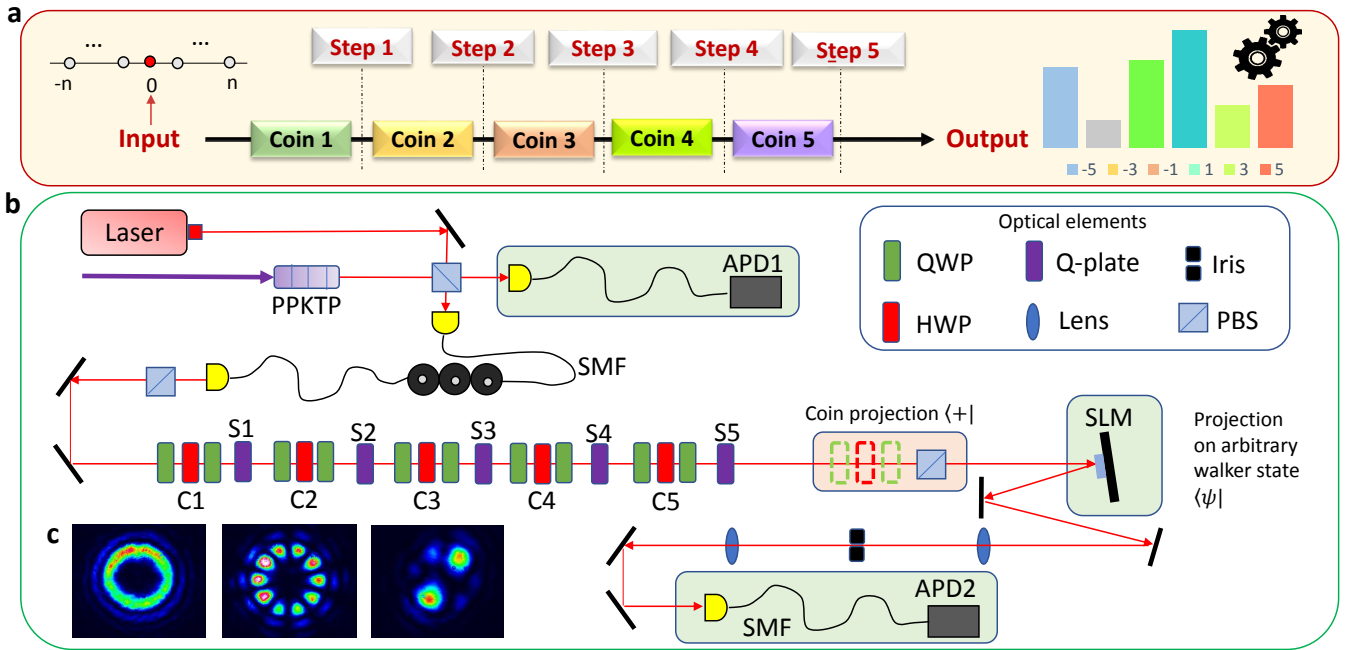 a
... ...
-n 0 n
Step 1 Step 2 Step 3 Step 4 Step 5
Input Coin 1 Coin 2 Coin 3 Coin 4 Coin 5 Output
-5 -3 -1 1 3 5
b
Laser
PPKTP
APD1
SMF
Optical elements
QWP Q-plate Iris
HWP Lens PBS
S1 S2 S3 S4 S5
C1 C2 C3 C4 C5
Coin projection ⟨+|
SLM
Projection
on arbitrary
walker state
⟨ψ|
c
APD2
SMF